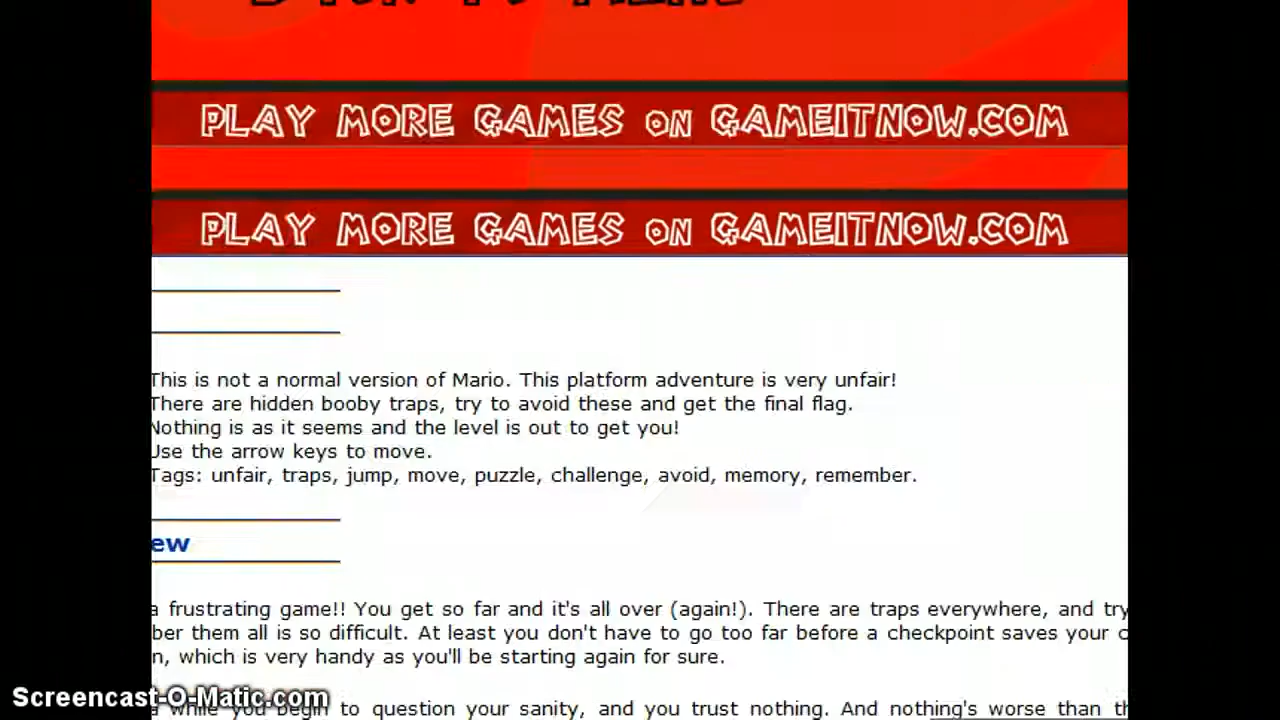 PLAY MORE GAMES ON GAMEITNOW.COM
PLAY MORE GAMES ON GAMEITNOW.COM
This is not a normal version of Mario. This platform adventure is very unfair!
There are hidden booby traps, try to avoid these and get the final flag.
Nothing is as it seems and the level is out to get you!
Use the arrow keys to move.
Tags: unfair, traps, jump, move, puzzle, challenge, avoid, memory, remember.
ew
a frustrating game!! You get so far and it's all over (again!). There are traps everywhere, and try
ber them all is so difficult. At least you don't have to go too far before a checkpoint saves your
n, which is very handy as you'll be starting again for sure.
Screencast-O-Matic.com
a while you begin to question your sanity, and you trust nothing. And nothing's worse than